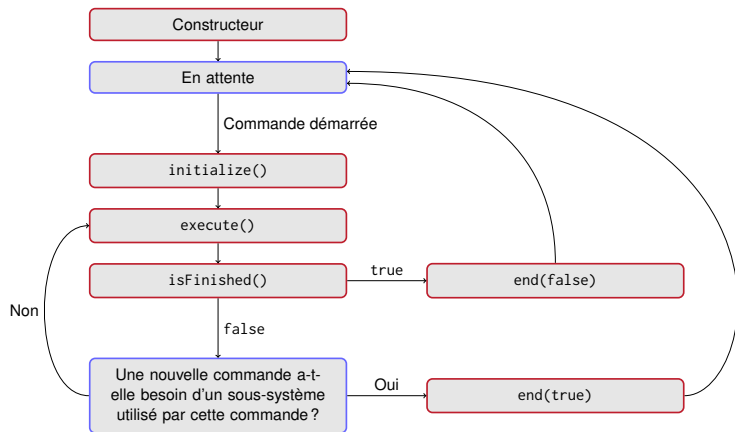 Constructeur
En attente
Commande démarrée
initialize()
execute()
isFinished()
true
end(false)
Non
false
Une nouvelle commande a-t-
elle besoin d'un sous-système
utilisé par cette commande ?
Oui
end(true)